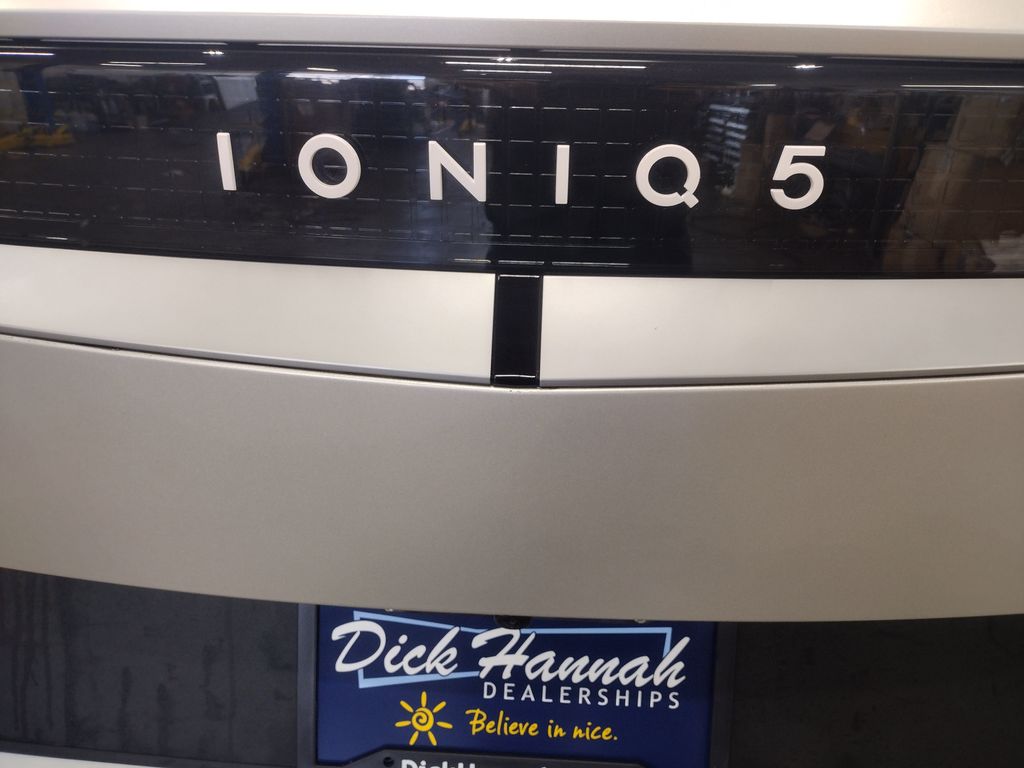 IONIQ 5
Dick Hannah
DEALERSHIPS
Believe in nice.